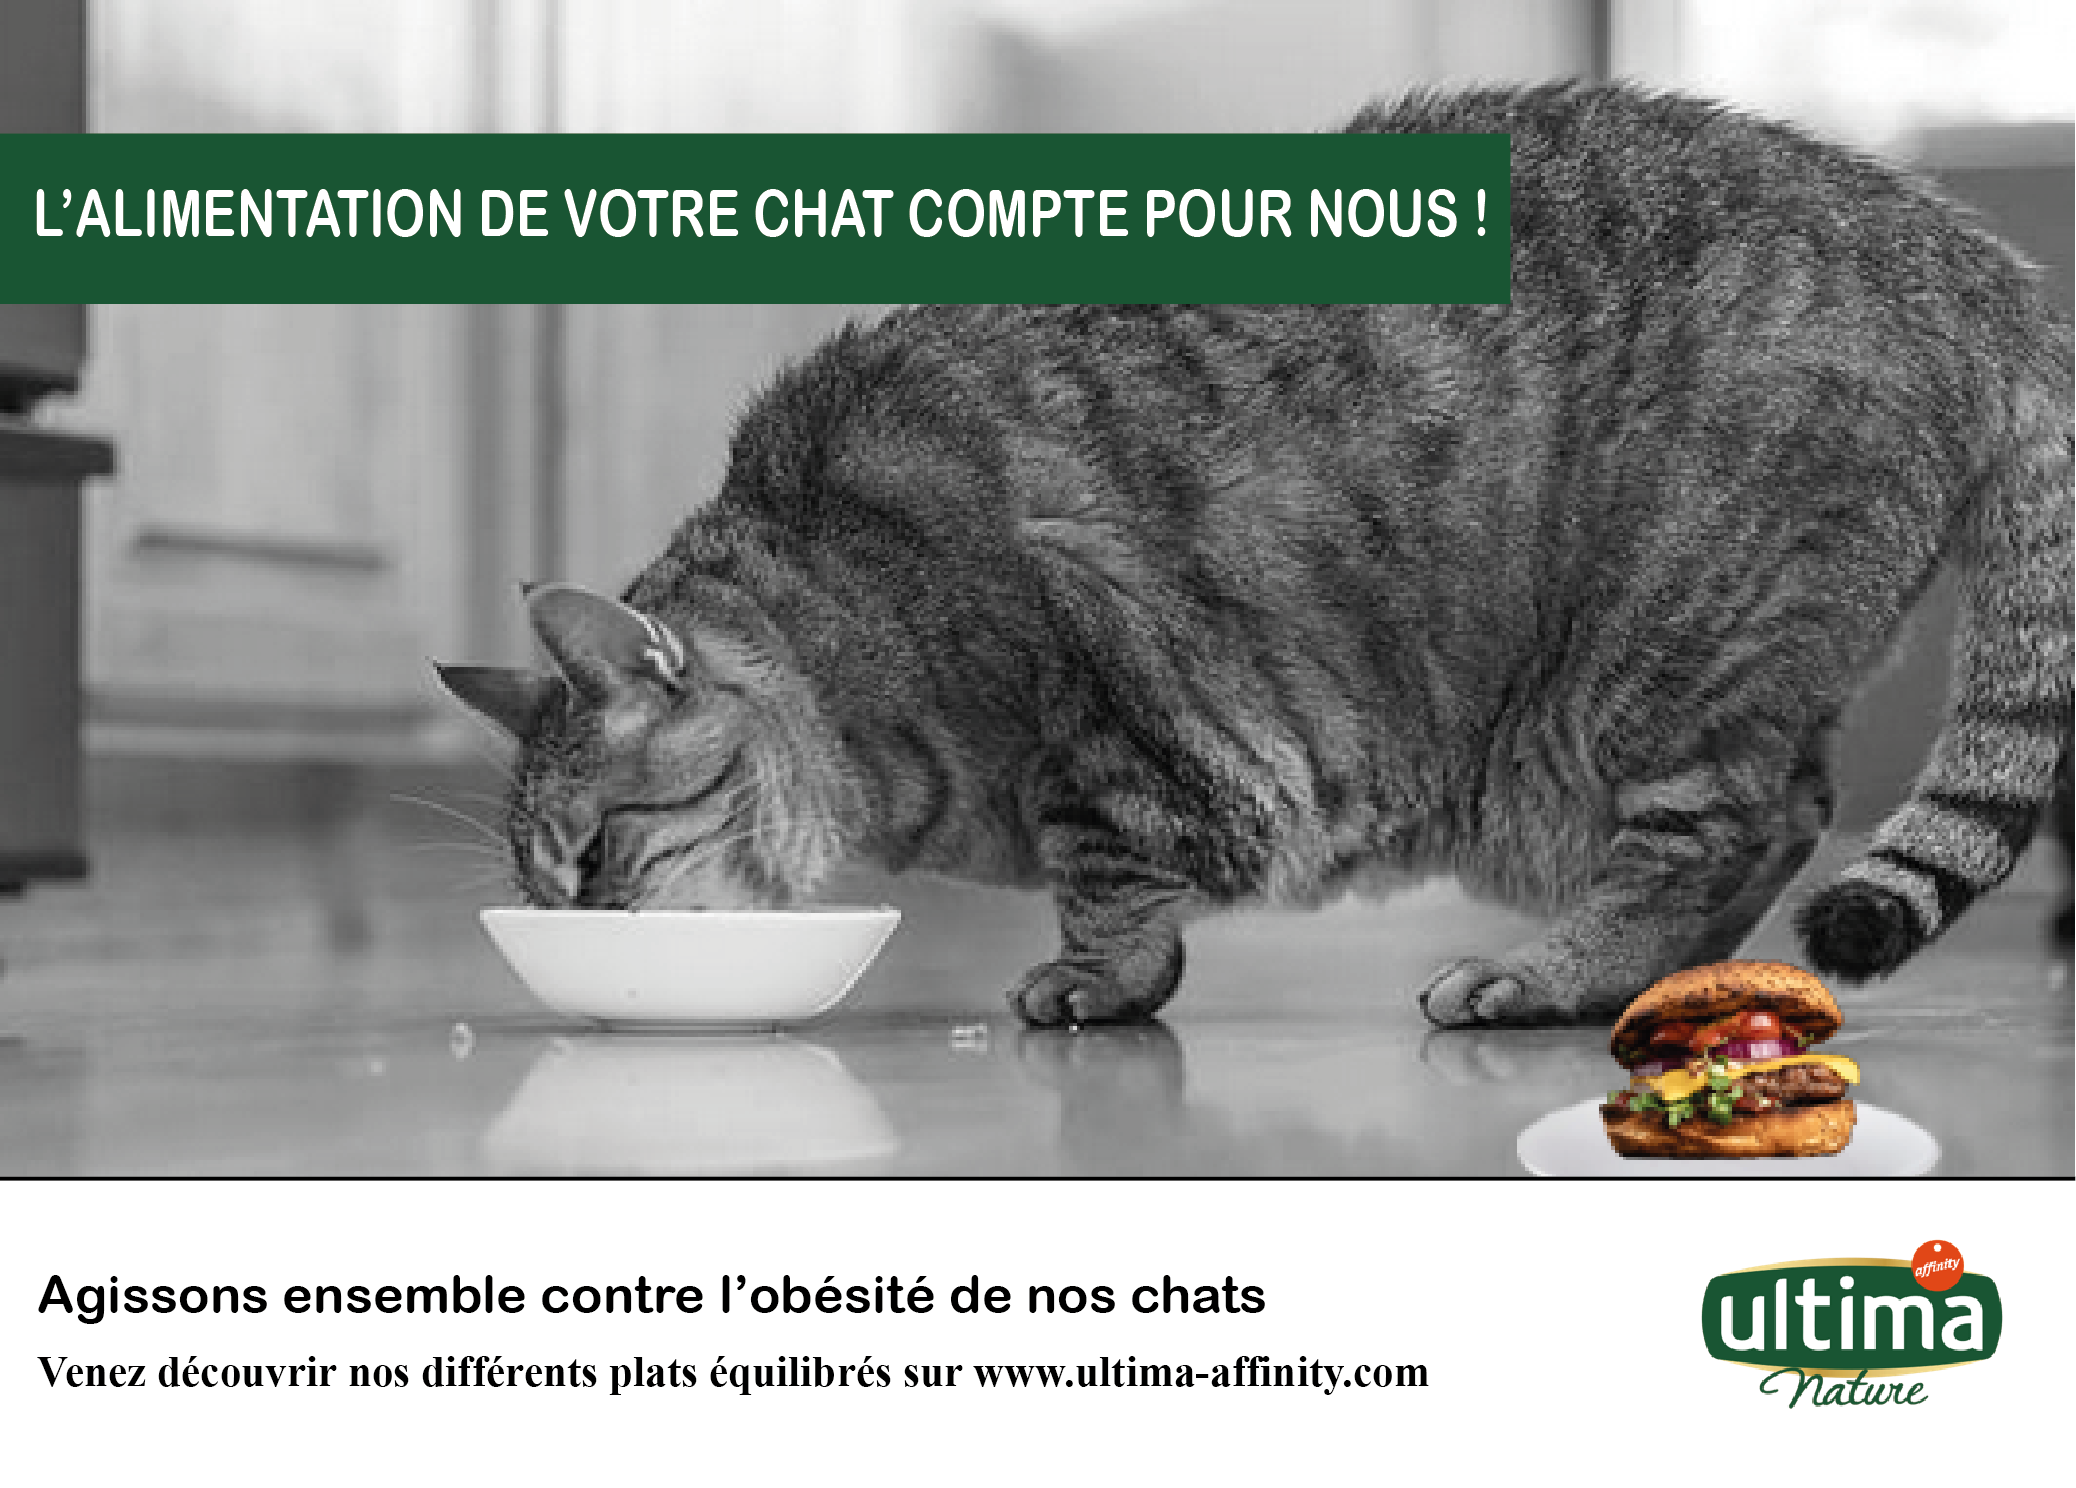 L’ALIMENTATION DE VOTRE CHAT COMPTE POUR NOUS !
Agissons ensemble contre l’obésité de nos chats
Venez découvrir nos différents plats équilibrés sur www.ultima-affinity.com
affinity
ultima
Nature